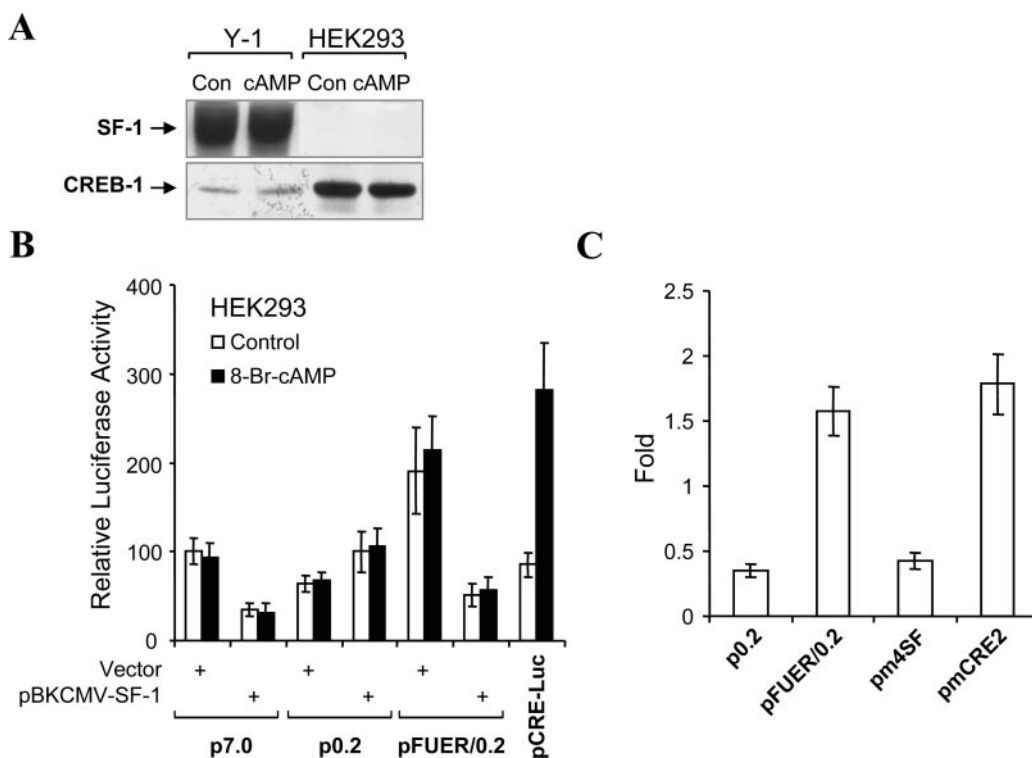 A
Y-1 HEK293
Con cAMP Con cAMP
SF-1
CREB-1
B
Relative Luciferase Activity
400
300
200
100
0
HEK293
Control
8-Br-cAMP
Vector + + +
pBKCMV-SF-1 + + +
p7.0 p0.2 pFUER/0.2 pCRE-Luc
C
Fold
2.5
2
1.5
1
0.5
0
p0.2 pFUER/0.2 pm4SF pmCRE2